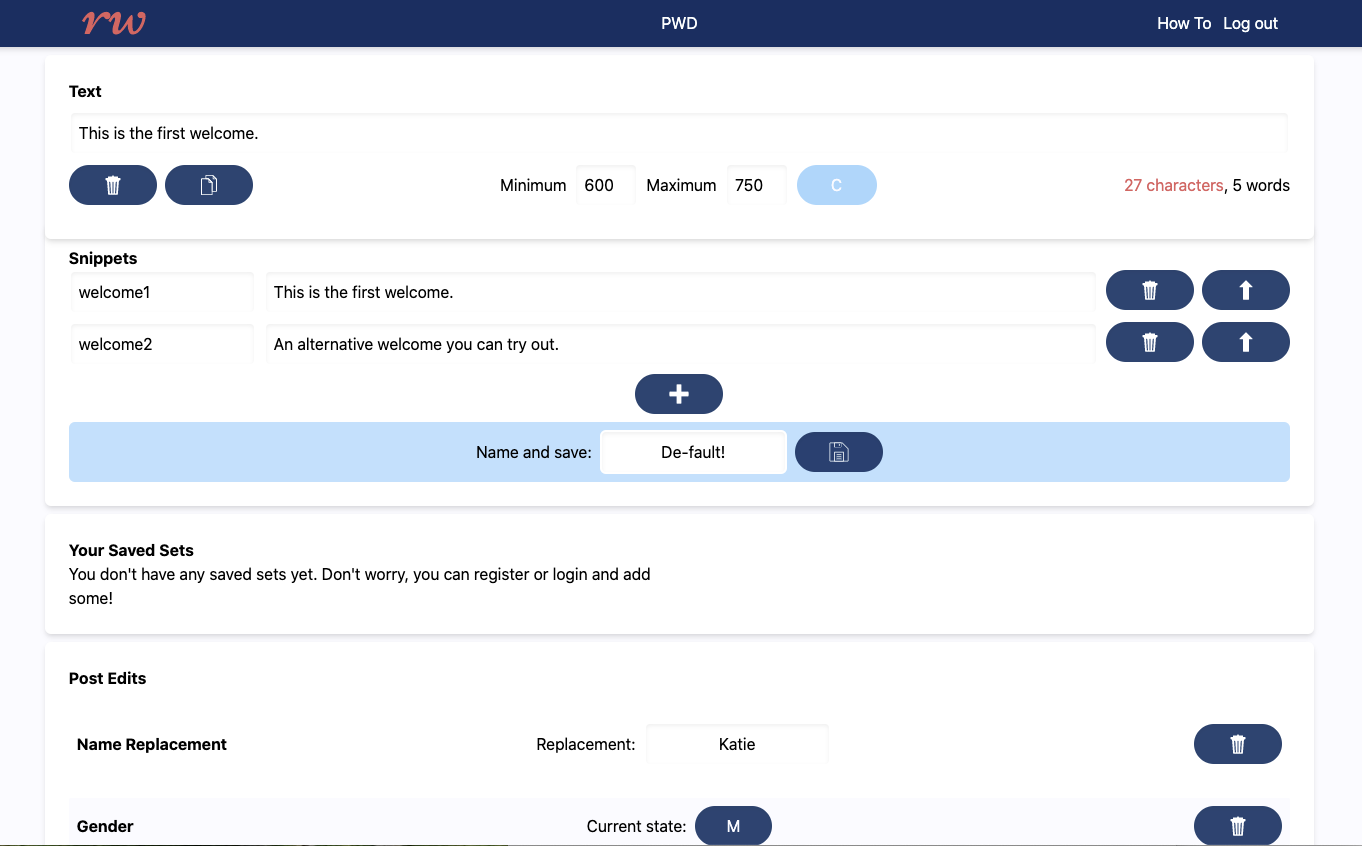 rw PWD How To Log out
Text
This is the first welcome.
Minimum 600 Maximum 750 C 27 characters, 5 words
Snippets
welcome1 This is the first welcome.
welcome2 An alternative welcome you can try out.
Name and save: De-fault!
Your Saved Sets
You don't have any saved sets yet. Don't worry, you can register or login and add
some!
Post Edits
Name Replacement Replacement: Katie
Gender Current state: M